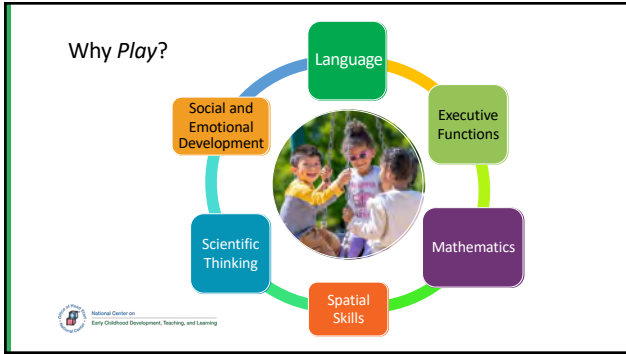 Why Play?
Language
Executive
Functions
Mathematics
Spatial
Skills
Scientific
Thinking
Social and
Emotional
Development
National Center on
Early Childhood Development, Teaching, and Learning